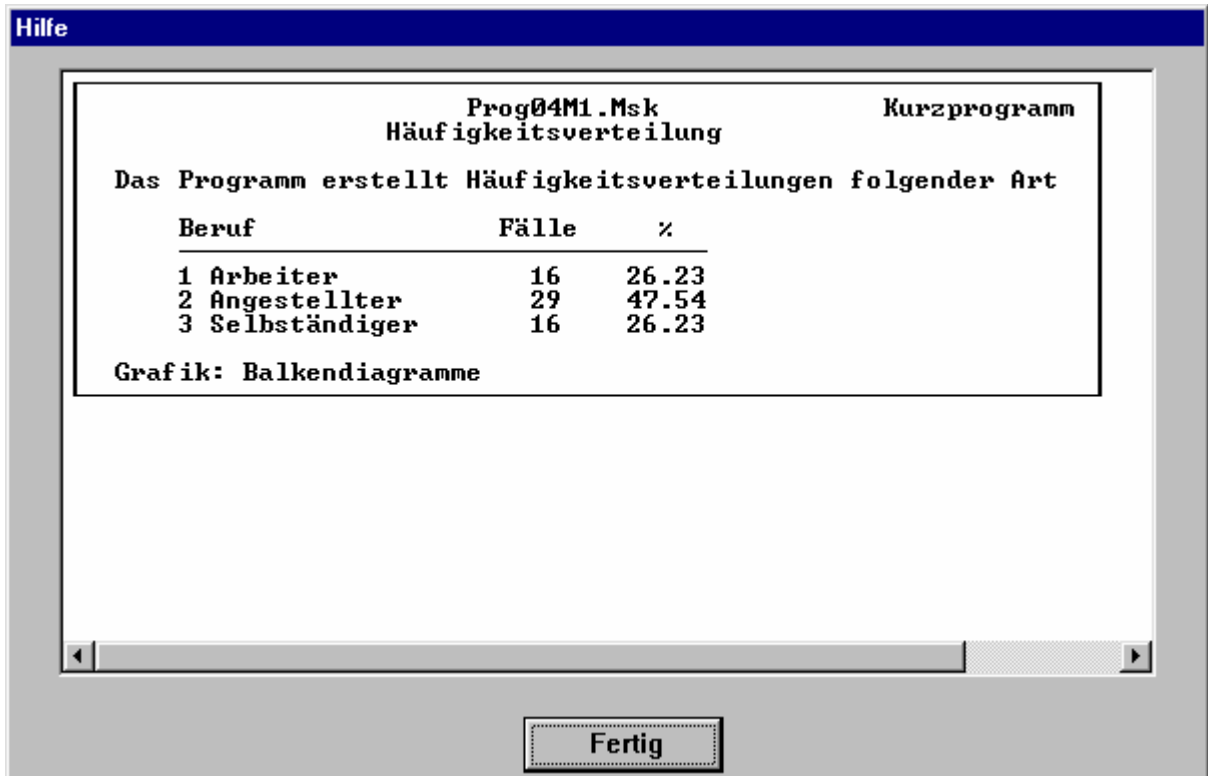 Hilfe
Prog04M1.Msk Kurzprogramm
Häufigkeitsverteilung
Das Programm erstellt Häufigkeitsverteilungen folgender Art
Beruf Fälle %
1 Arbeiter 16 26.23
2 Angestellter 29 47.54
3 Selbständiger 16 26.23
Grafik: Balkendiagramme
Fertig